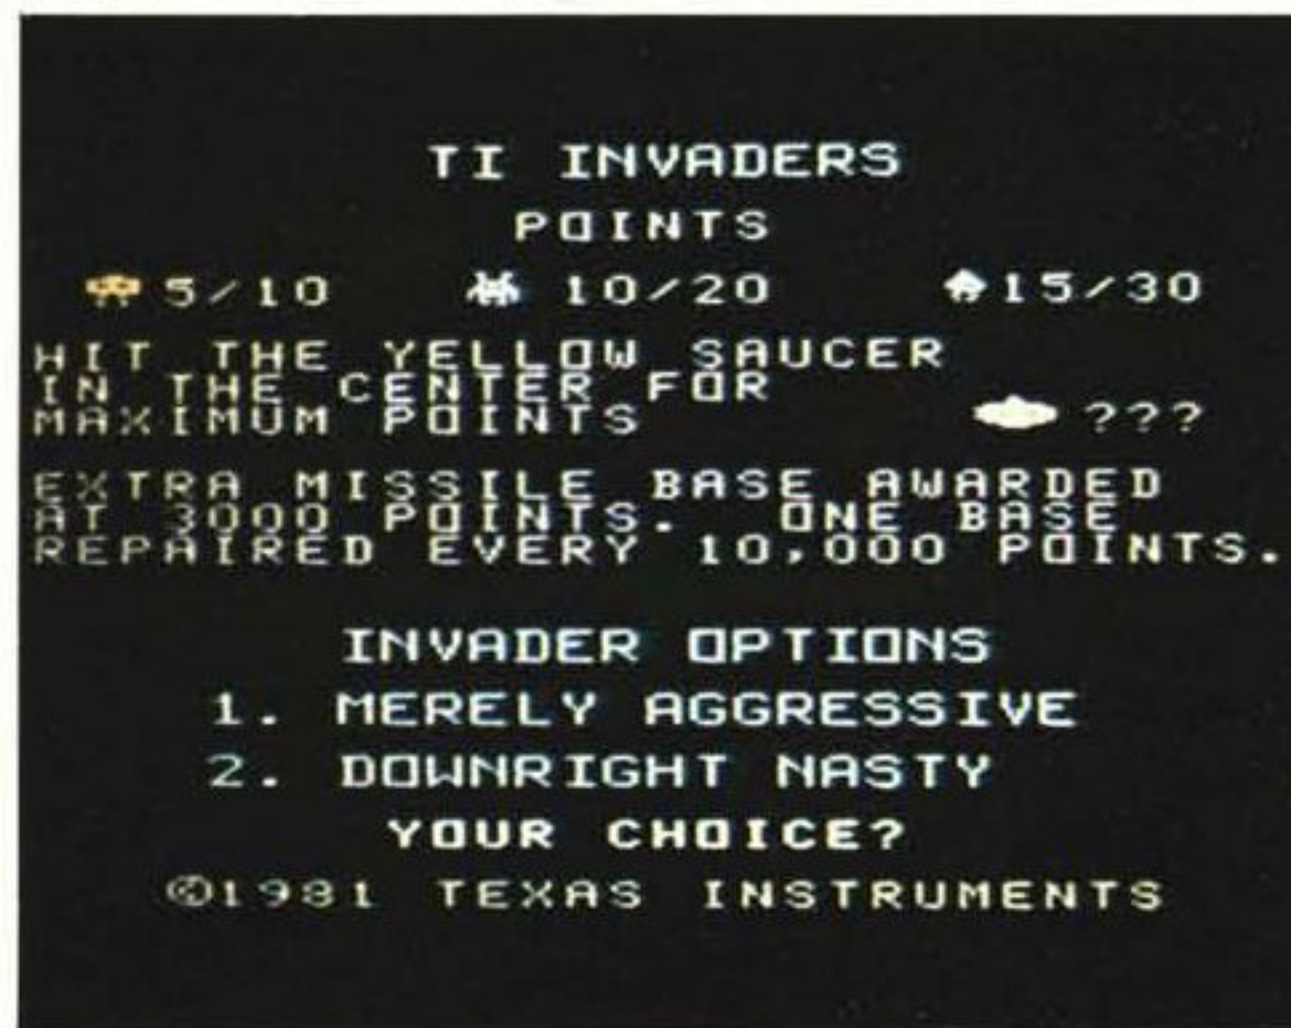 TI INVADERS
POINTS
5/10 10/20 15/30
HIT THE YELLOW SAUCER
IN THE CENTER FOR
MAXIMUM POINTS ???
EXTRA MISSILE BASE AWARDED
AT 3000 POINTS. ONE BASE
REPAIRED EVERY 10,000 POINTS.
INVADER OPTIONS
1. MERELY AGGRESSIVE
2. DOWNRIGHT NASTY
YOUR CHOICE?
©1981 TEXAS INSTRUMENTS